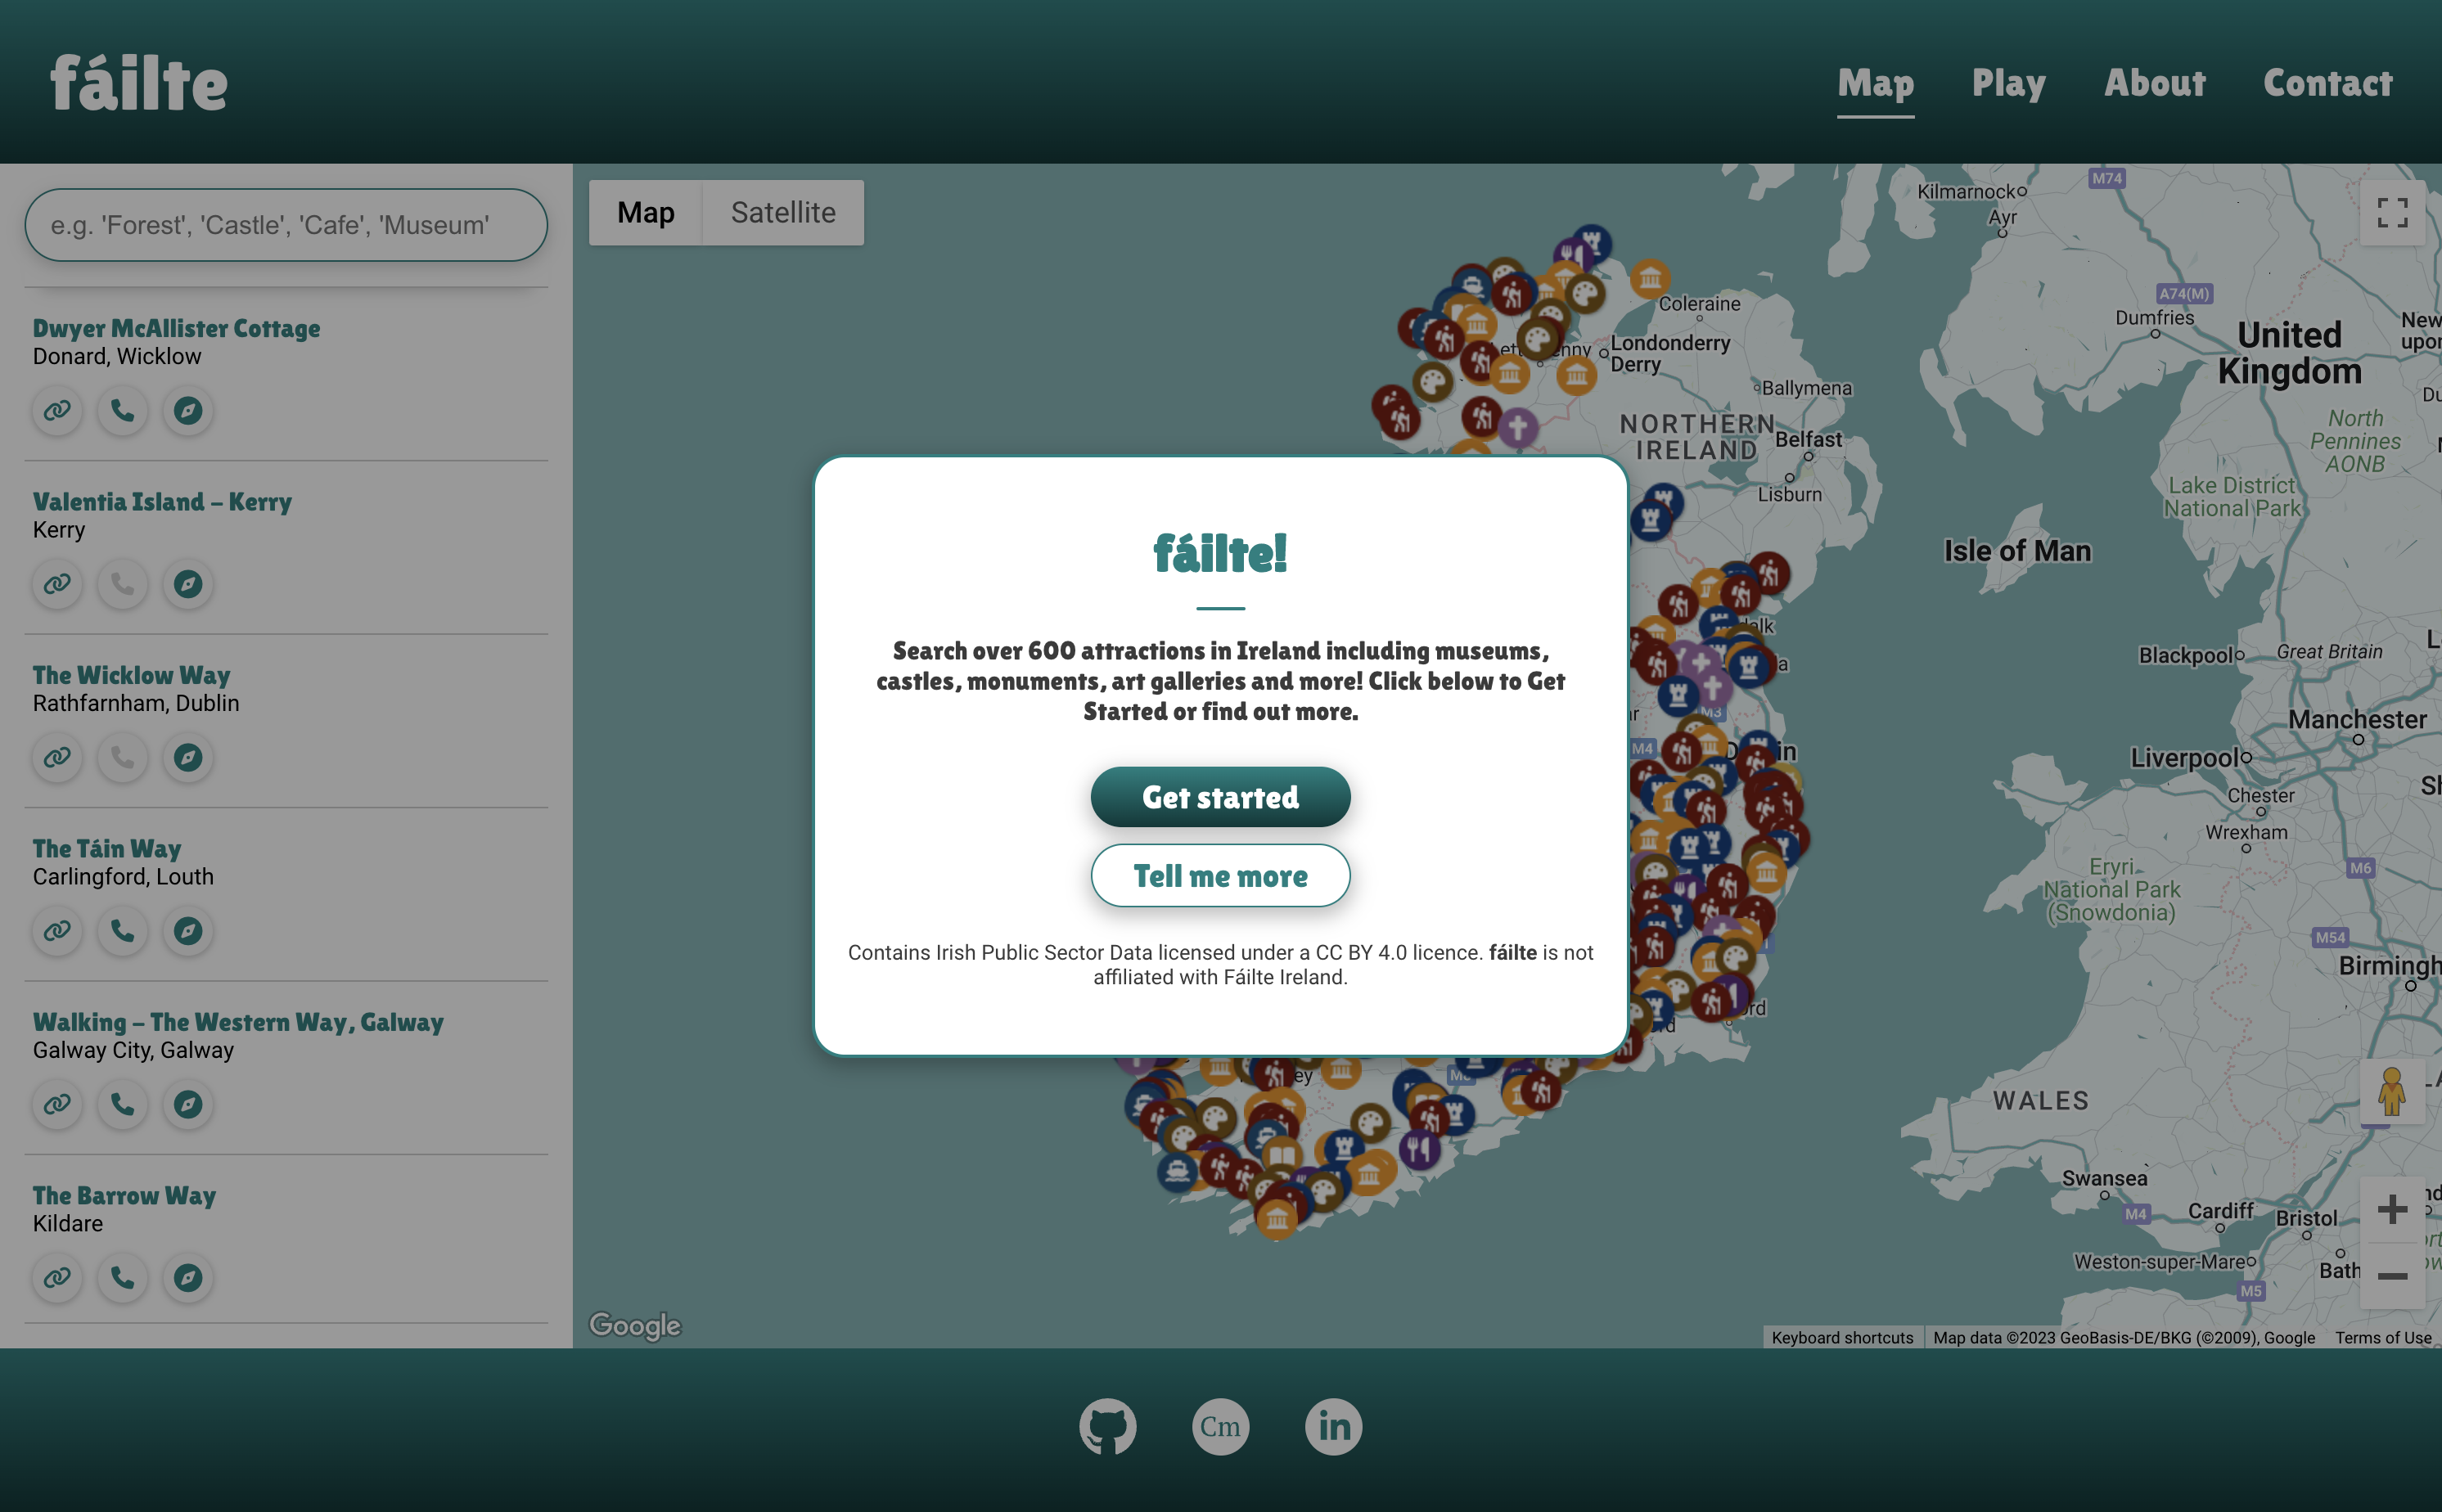 fáilte
Map
Play
About
Contact
e.g. 'Forest', 'Castle', 'Cafe', 'Museum'
Dwyer McAllister Cottage
Donard, Wicklow
Valentia Island - Kerry
Kerry
The Wicklow Way
Rathfarnham, Dublin
The Táin Way
Carlingford, Louth
Walking - The Western Way, Galway
Galway City, Galway
The Barrow Way
Kildare
Map
Satellite
Kilmarnock
Ayr
M74
A74(M)
Dumfries
United
Kingdom
Coleraine
Londonderry
Derry
Ballymena
NORTHERN
IRELAND
Belfast
Lisburn
North
Pennines
AONB
Lake District
National Park
Isle of Man
Blackpool
Great Britain
Manchester
Liverpool
Chester
Wrexham
M3
M4
Eryri
National Park
(Snowdonia)
M6
M54
WALES
Swansea
M4
Cardiff
Bristol
Weston-super-Mare
Bath
M5
fáilte!
Search over 600 attractions in Ireland including museums,
castles, monuments, art galleries and more! Click below to Get
Started or find out more.
Get started
Tell me more
Contains Irish Public Sector Data licensed under a CC BY 4.0 licence. fáilte is not
affiliated with Fáilte Ireland.
Google
Keyboard shortcuts
Map data ©2023 GeoBasis-DE/BKG (©2009), Google
Terms of Use
Cm
in